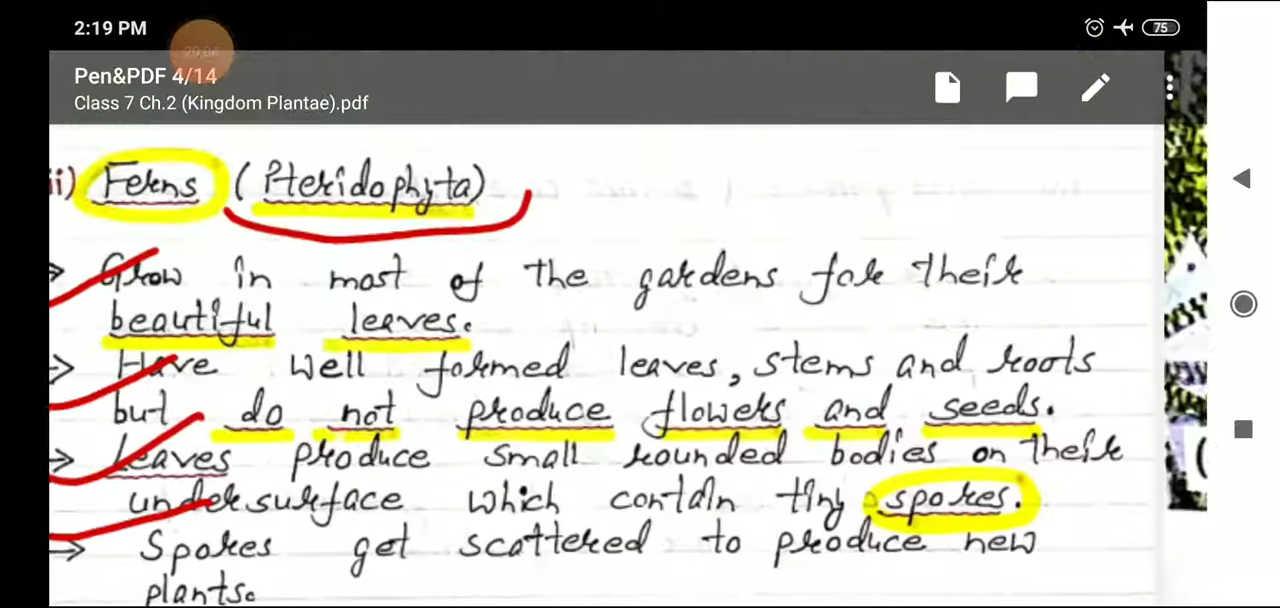 2:19 PM
75
20:04
Pen&PDF 4/14
Class 7 Ch.2 (Kingdom Plantae).pdf
ii) Ferns (Pteridophyta)
→ Grow in most of the gardens for their
beautiful leaves.
→ Have well formed leaves, stems and roots
but do not produce flowers and seeds.
→ Leaves produce small rounded bodies on their
undersurface which contain tiny spores.
→ Spores get scattered to produce new
plants.